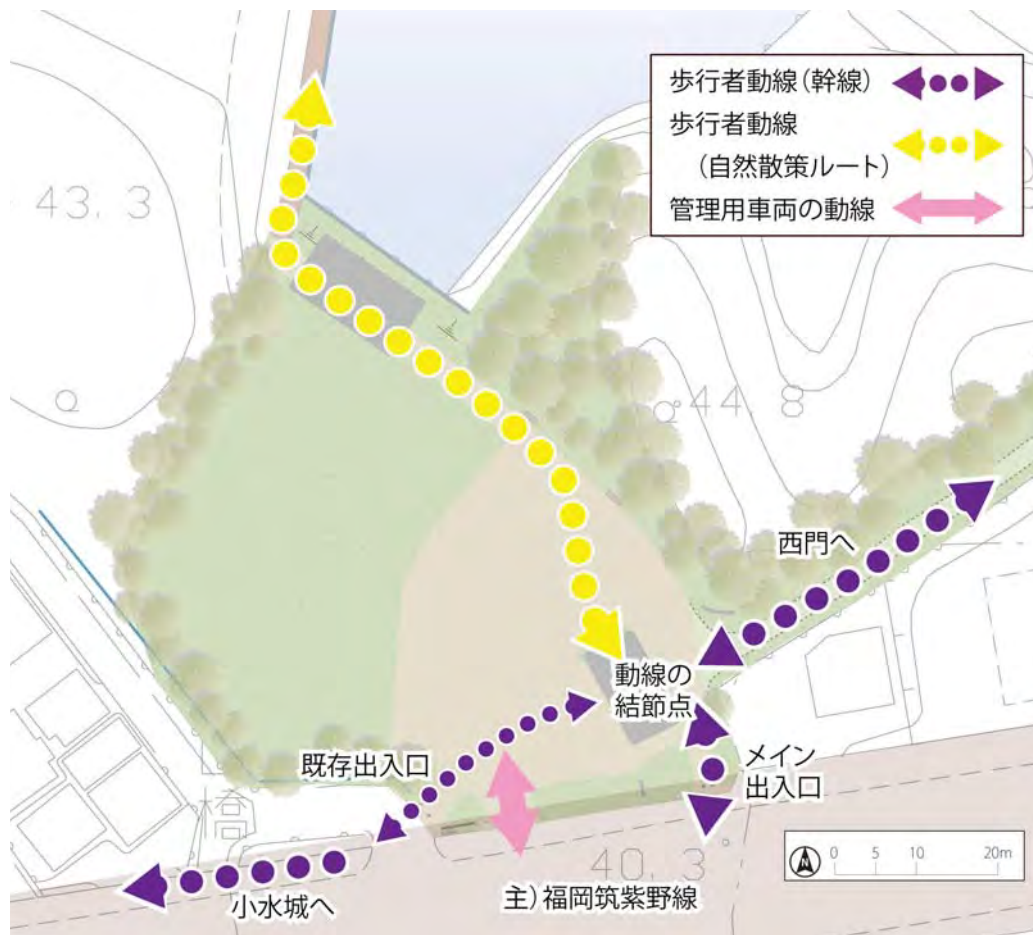 歩行者動線（幹線）
歩行者動線
（自然散策ルート）
管理用車両の動線
43.3
44.8
西門へ
動線の
結節点
既存出入口
メイン
出入口
橋
40.3
小水城へ
主）福岡筑紫野線
N
0 5 10 20m